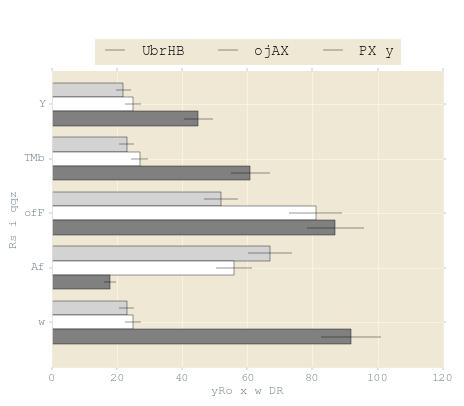 UbrHB ojAX PX y
Y
TMb
ofF
Af
w
Rs i qqz
0 20 40 60 80 100 120
yRo x w DR